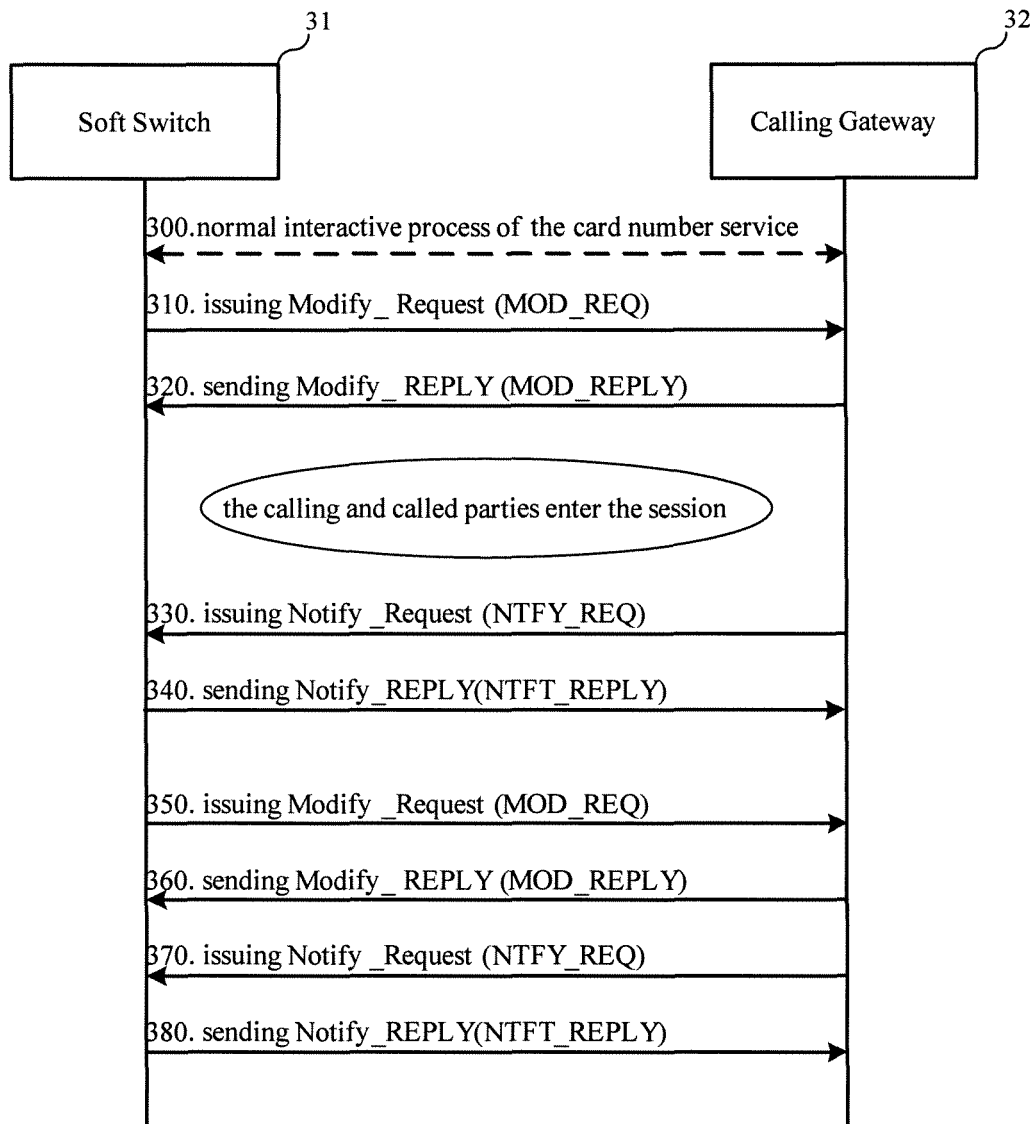 31
32
Soft Switch
Calling Gateway
300.normal interactive process of the card number service
310. issuing Modify_ Request (MOD_REQ)
320. sending Modify_ REPLY (MOD_REPLY)
the calling and called parties enter the session
330. issuing Notify _Request (NTFY_REQ)
340. sending Notify_REPLY(NTFT_REPLY)
350. issuing Modify _Request (MOD_REQ)
360. sending Modify_ REPLY (MOD_REPLY)
370. issuing Notify _Request (NTFY_REQ)
380. sending Notify_REPLY(NTFT_REPLY)